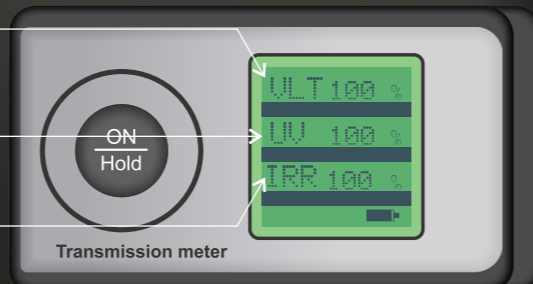 ON
Hold
VLT 100 %
UV 100 %
IRR 100 %
Transmission meter